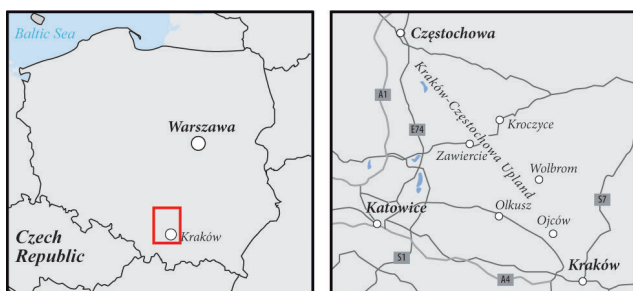 Baltic Sea
Warszawa
Kraków
Czech
Republic
Częstochowa
A1
Kraków-Częstochowa Upland
E74
Kroczyce
Zawiercie
Wolbrom
S7
Katowice
Olkusz
Ojców
S1
A4
Kraków